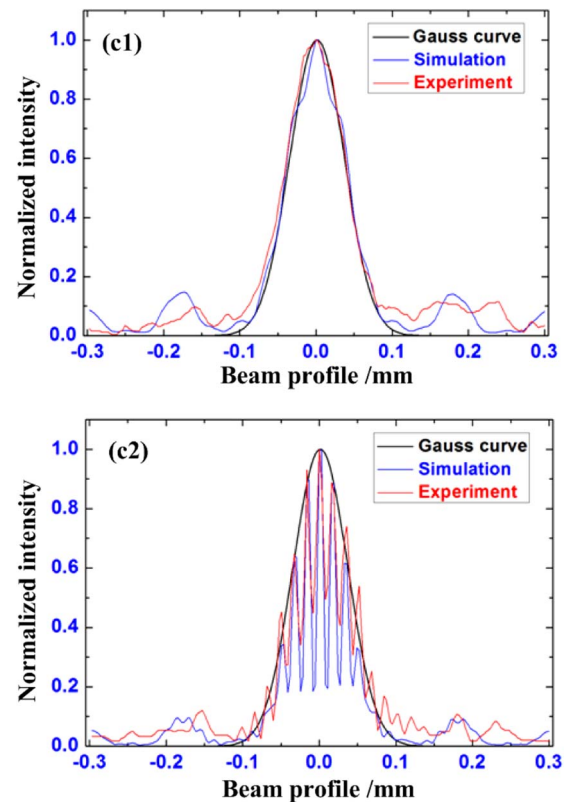 (c1)
Gauss curve
Simulation
Experiment
Normalized intensity
1.0
0.8
0.6
0.4
0.2
0.0
-0.3 -0.2 -0.1 0.0 0.1 0.2 0.3
Beam profile /mm
(c2)
Gauss curve
Simulation
Experiment
Normalized intensity
1.0
0.8
0.6
0.4
0.2
0.0
-0.3 -0.2 -0.1 0.0 0.1 0.2 0.3
Beam profile /mm